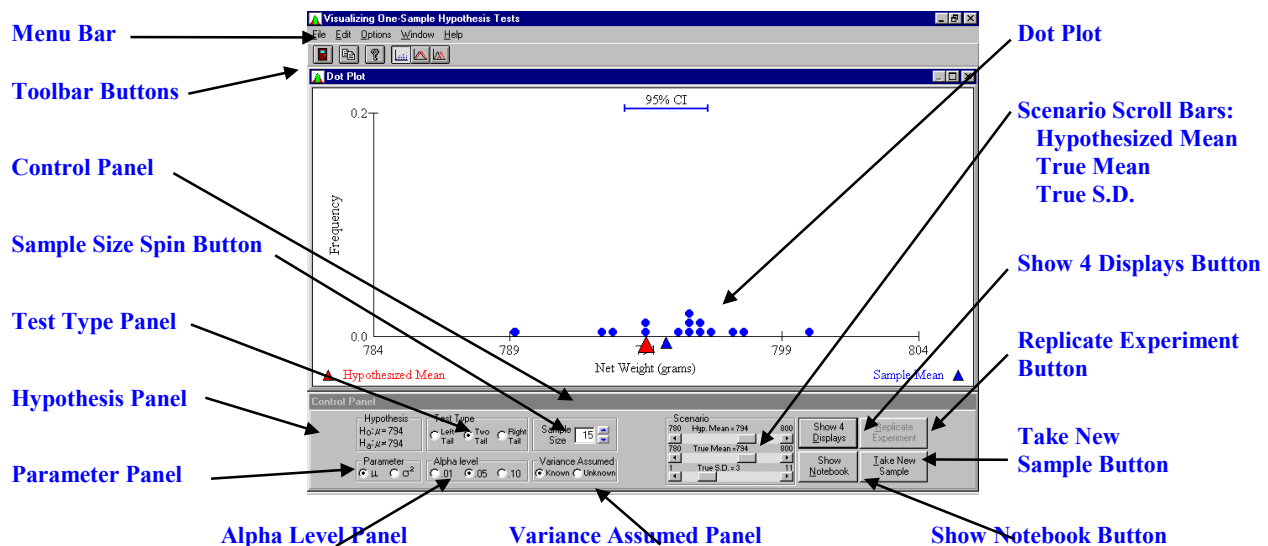 Visualizing One-Sample Hypothesis Tests
Menu Bar
File Edit Options Window Help
Dot Plot
Toolbar Buttons
Dot Plot
95% CI
0.2
Scenario Scroll Bars:
Hypothesized Mean
True Mean
True S.D.
Control Panel
Frequency
Sample Size Spin Button
Show 4 Displays Button
Test Type Panel
0.0
784 789 794 799 804
Net Weight (grams)
Hypothesized Mean
Sample Mean
Replicate Experiment
Button
Hypothesis Panel
Control Panel
Hypothesis
H0: μ = 794
Ha: μ ≠ 794
Test Type
Left Tail
Two Tail
Right Tail
Sample Size 15
Scenario
780 Hyp. Mean = 794 800
780 True Mean =794 800
1 True S.D. = 3 11
Show 4 Displays
Replicate Experiment
Take New
Sample Button
Parameter Panel
Parameter
μ σ²
Alpha level
.01 .05 .10
Variance Assumed
Known Unknown
Show Notebook
Take New Sample
Alpha Level Panel
Variance Assumed Panel
Show Notebook Button